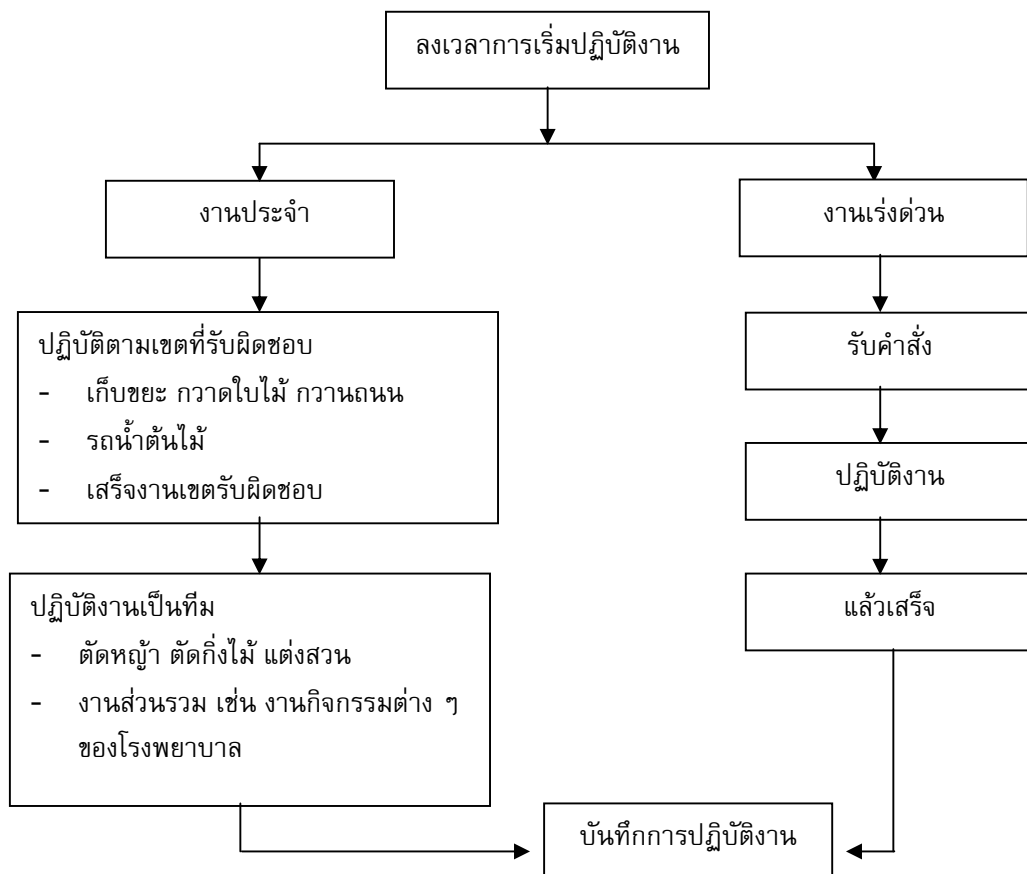 ลงเวลาการเริ่มปฏิบัติงาน
งานประจำ
งานเร่งด่วน
ปฏิบัติตามเขตที่รับผิดชอบ
- เก็บขยะ กวาดใบไม้ กวานถนน
- รถน้ำต้นไม้
- เสร็จงานเขตรับผิดชอบ
รับคำสั่ง
ปฏิบัติงาน
ปฏิบัติงานเป็นทีม
- ตัดหญ้า ตัดกิ่งไม้ แต่งสวน
- งานส่วนรวม เช่น งานกิจกรรมต่าง ๆ
ของโรงพยาบาล
แล้วเสร็จ
บันทึกการปฏิบัติงาน